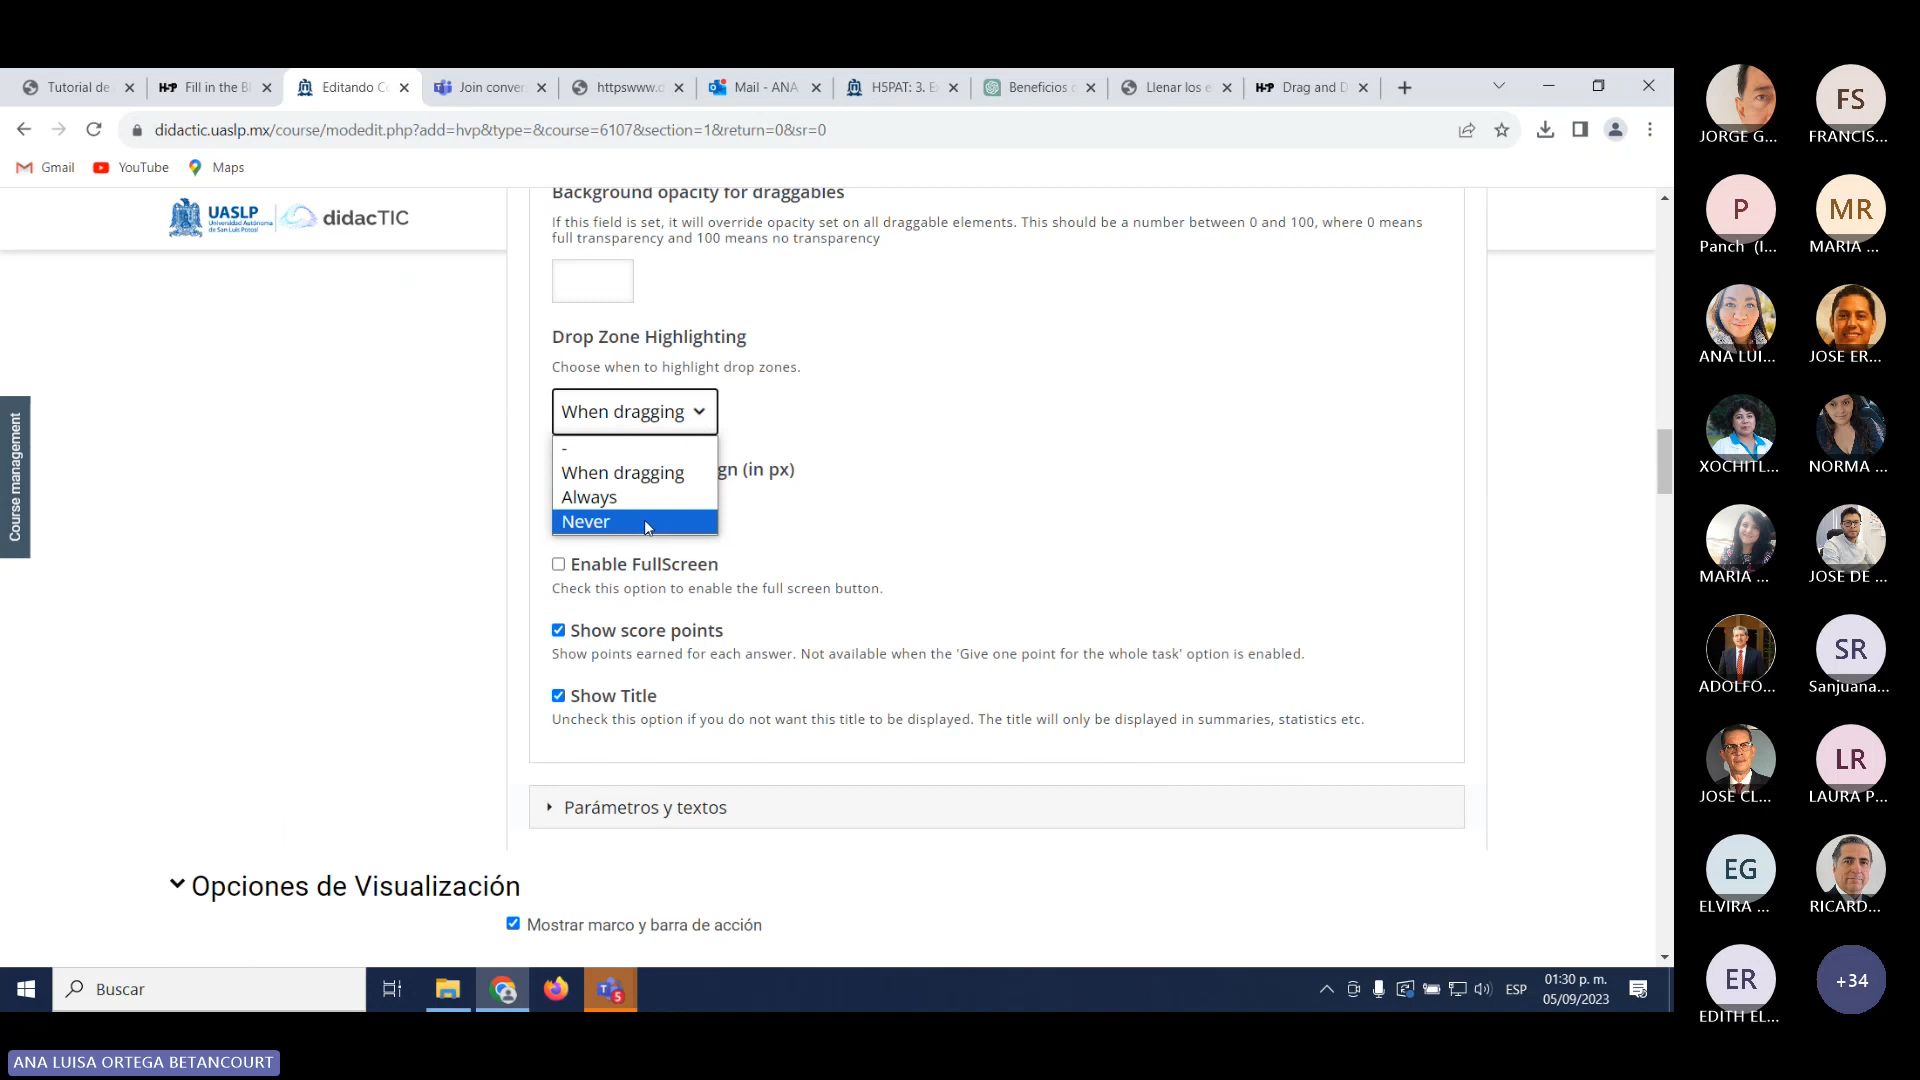 Tutorial de
H-P Fill in the Bl
Editando Co
Join conver
httpswww.d
Mail - ANA
H5PAT: 3. E
Beneficios
Llenar los e
H-P Drag and D
didactic.uaslp.mx/course/modedit.php?add=hvp&type=&course=6107&section=1&return=0&sr=0
Gmail
YouTube
Maps
UASLP
Universidad Autónoma
de San Luis Potosí
didacTIC
Course management
Background opacity for draggables
If this field is set, it will override opacity set on all draggable elements. This should be a number between 0 and 100, where 0 means
full transparency and 100 means no transparency
Drop Zone Highlighting
Choose when to highlight drop zones.
When dragging
-
When dragging
Always
Never
gn (in px)
Enable FullScreen
Check this option to enable the full screen button.
Show score points
Show points earned for each answer. Not available when the 'Give one point for the whole task' option is enabled.
Show Title
Uncheck this option if you do not want this title to be displayed. The title will only be displayed in summaries, statistics etc.
Parámetros y textos
Opciones de Visualización
Mostrar marco y barra de acción
Buscar
5
ESP
01:30 p. m.
05/09/2023
JORGE G...
FS
FRANCIS...
P
Panch (I...
MR
MARIA ...
ANA LUI...
JOSE ER...
XOCHITL...
NORMA ...
MARIA ...
JOSE DE ...
ADOLFO...
SR
Sanjuana...
JOSE CL...
LR
LAURA P...
EG
ELVIRA ...
RICARD...
ER
EDITH EL...
+34
ANA LUISA ORTEGA BETANCOURT